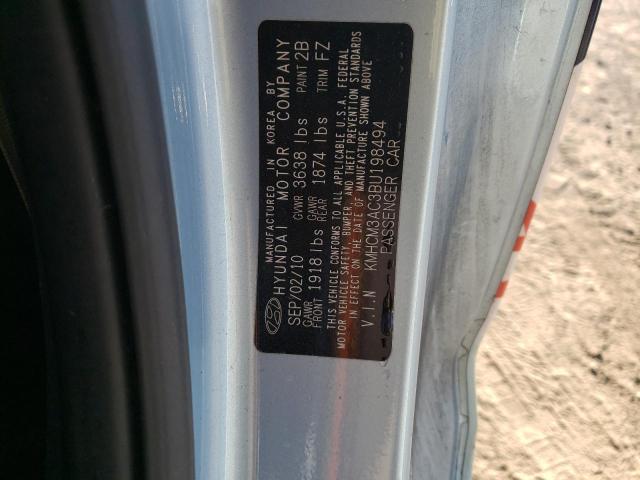 MANUFACTURED IN KOREA BY
HYUNDAI MOTOR COMPANY
SEP/02/10 GVWR 3638 lbs PAINT 2B
GAWR FRONT 1918 lbs GAWR REAR 1874 lbs TRIM FZ
THIS VEHICLE CONFORMS TO ALL APPLICABLE U.S.A. FEDERAL
MOTOR VEHICLE SAFETY, BUMPER, AND THEFT PREVENTION STANDARDS
IN EFFECT ON THE DATE OF MANUFACTURE SHOWN ABOVE
V.I.N KMHCM3AC3BU198494
PASSENGER CAR